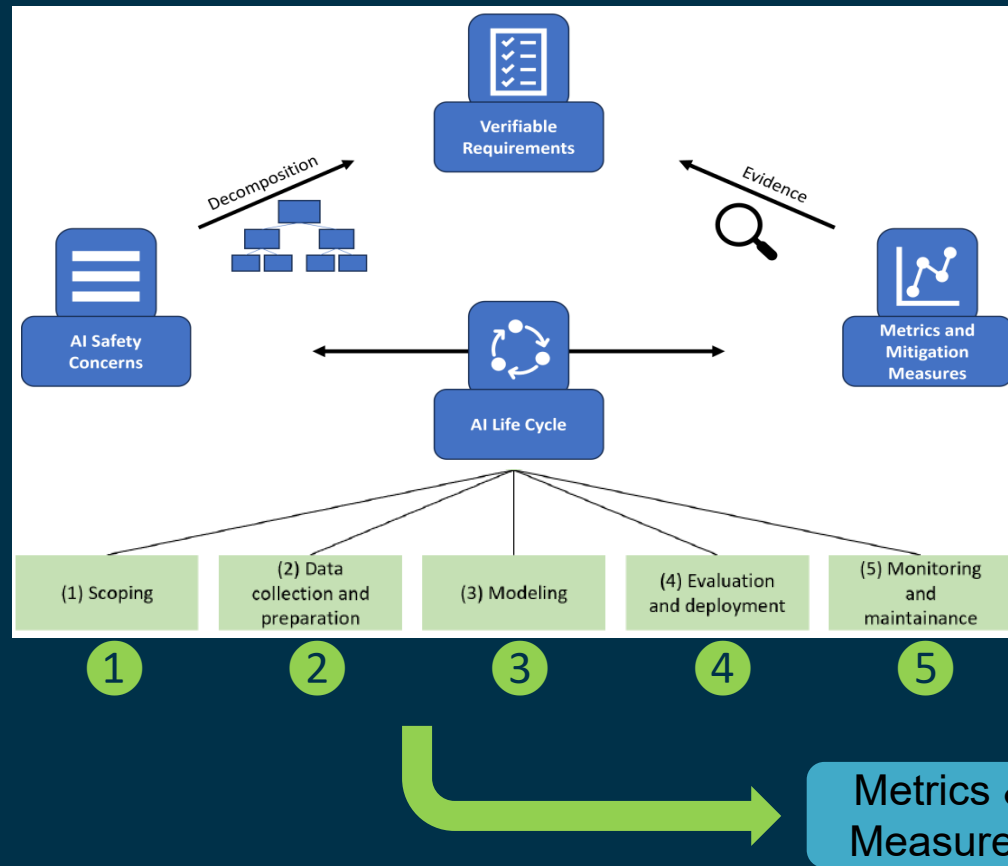 Verifiable
Requirements
Decomposition
Evidence
AI Safety
Concerns
Metrics and
Mitigation
Measures
AI Life Cycle
(1) Scoping
(2) Data
collection and
preparation
(3) Modeling
(4) Evaluation
and deployment
(5) Monitoring
and
maintainance
1
2
3
4
5
Metrics &
Measure